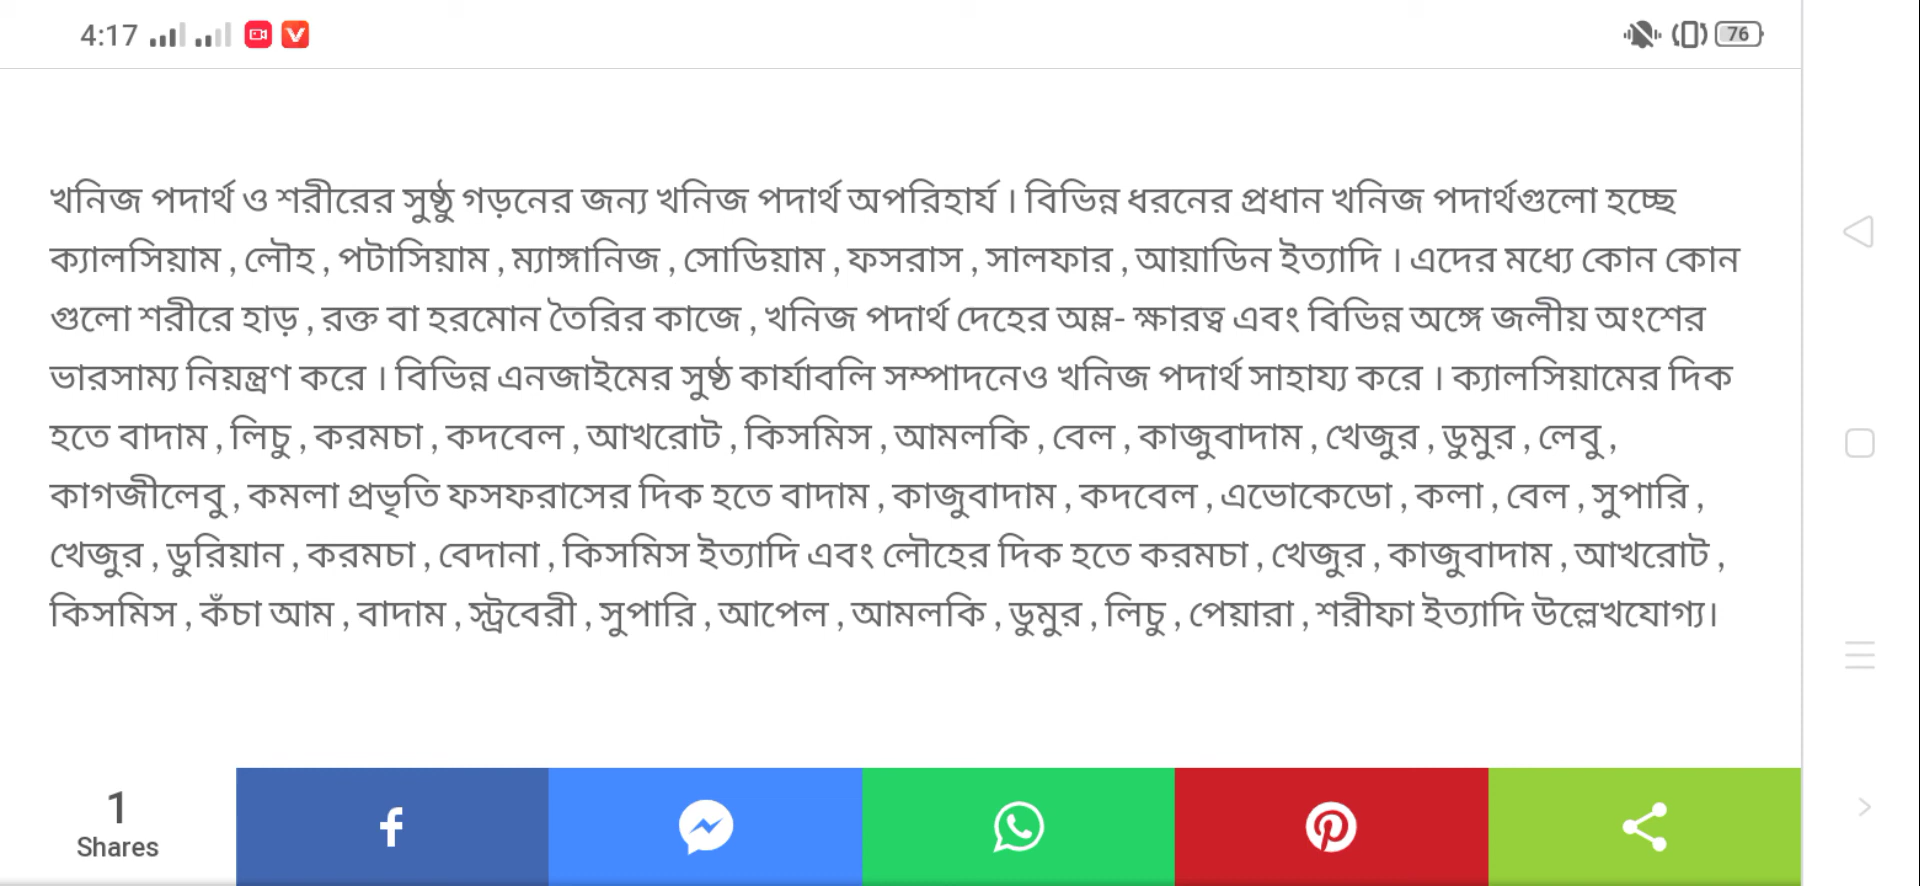 4:17
76
খনিজ পদার্থ ও শরীরের সুষ্ঠু গড়নের জন্য খনিজ পদার্থ অপরিহার্য । বিভিন্ন ধরনের প্রধান খনিজ পদার্থগুলো হচ্ছে
ক্যালসিয়াম , লৌহ , পটাসিয়াম , ম্যাঙ্গানিজ , সোডিয়াম , ফসরাস , সালফার , আয়াডিন ইত্যাদি । এদের মধ্যে কোন কোন
গুলো শরীরে হাড় , রক্ত বা হরমোন তৈরির কাজে , খনিজ পদার্থ দেহের অম্ল- ক্ষারত্ব এবং বিভিন্ন অঙ্গে জলীয় অংশের
ভারসাম্য নিয়ন্ত্রণ করে । বিভিন্ন এনজাইমের সুষ্ঠ কার্যাবলি সম্পাদনেও খনিজ পদার্থ সাহায্য করে । ক্যালসিয়ামের দিক
হতে বাদাম , লিচু , করমচা , কদবেল , আখরোট , কিসমিস , আমলকি , বেল , কাজুবাদাম , খেজুর , ডুমুর , লেবু ,
কাগজীলেবু , কমলা প্রভৃতি ফসফরাসের দিক হতে বাদাম , কাজুবাদাম , কদবেল , এভোকেডো , কলা , বেল , সুপারি ,
খেজুর , ডুরিয়ান , করমচা , বেদানা , কিসমিস ইত্যাদি এবং লৌহের দিক হতে করমচা , খেজুর , কাজুবাদাম , আখরোট ,
কিসমিস , কঁচা আম , বাদাম , স্ট্রবেরী , সুপারি , আপেল , আমলকি , ডুমুর , লিচু , পেয়ারা , শরীফা ইত্যাদি উল্লেখযোগ্য।
1
Shares